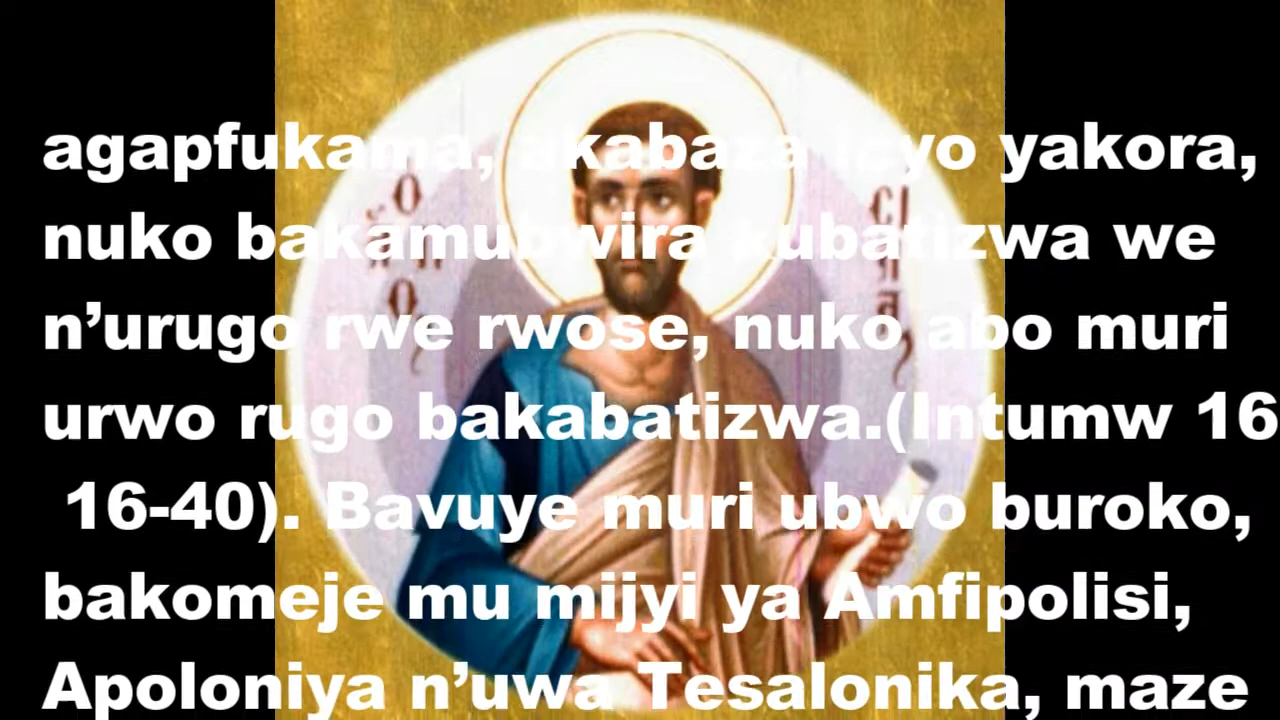 agapfukama, akabaza icyo yakora,
nuko bakamubwira kubatizwa we
n’urugo rwe rwose, nuko abo muri
urwo rugo bakabatizwa.(Intumw 16
16-40). Bavuye muri ubwo buroko,
bakomeje mu mijyi ya Amfipolisi,
Apoloniya n’uwa Tesalonika, maze